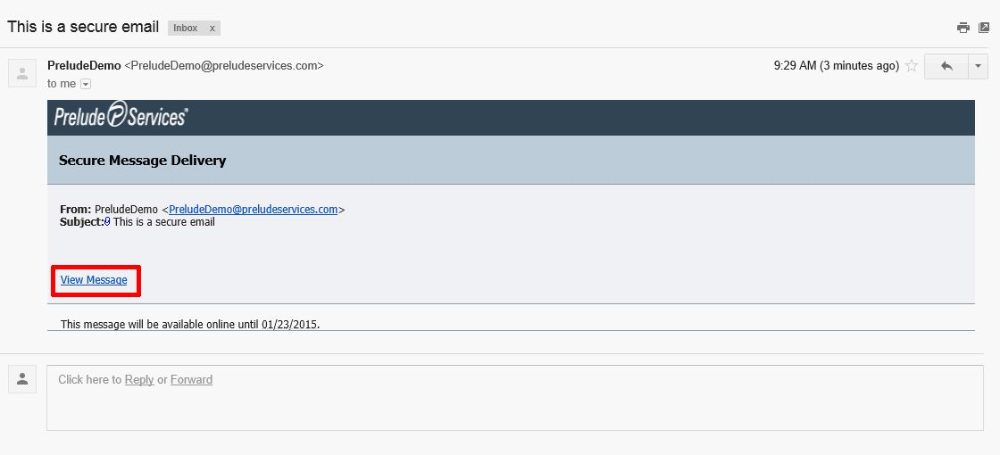 This is a secure email Inbox x
PreludeDemo <PreludeDemo@preludeservices.com> 9:29 AM (3 minutes ago)
to me
Prelude Services®
Secure Message Delivery
From: PreludeDemo <PreludeDemo@preludeservices.com>
Subject: This is a secure email
View Message
This message will be available online until 01/23/2015.
Click here to Reply or Forward